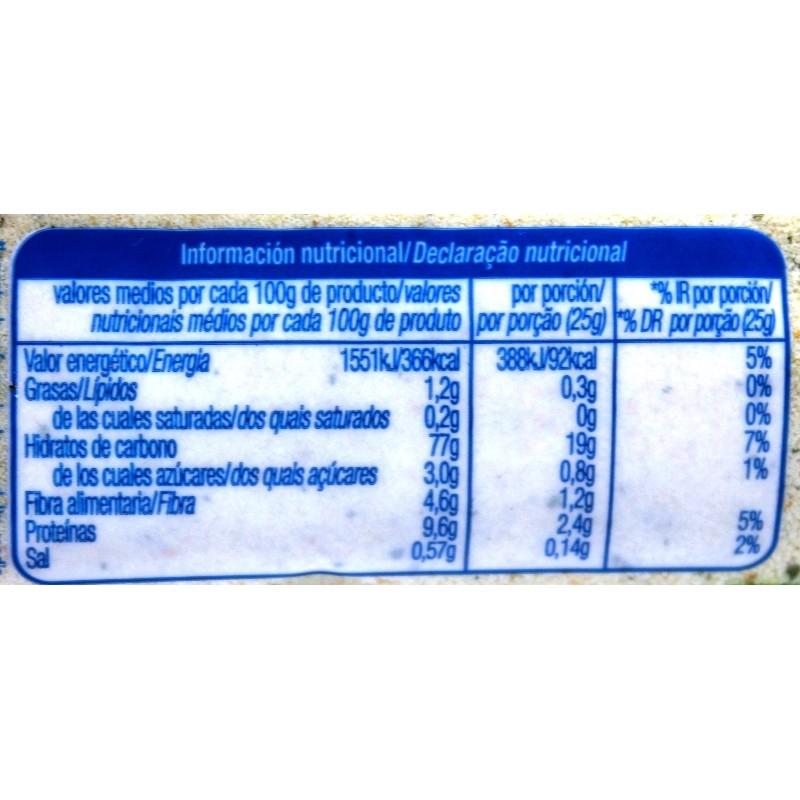 Información nutricional/Declaração nutricional
valores medios por cada 100g de producto/valores nutricionais médios por cada 100g de produto
por porción/ por porção (25g)
*% IR por porción/ *% DR por porção (25g)
Valor energético/Energia 1551kJ/366kcal 388kJ/92kcal 5%
Grasas/Lípidos 1,2g 0,3g 0%
de las cuales saturadas/dos quais saturados 0,2g 0g 0%
Hidratos de carbono 77g 19g 7%
de los cuales azúcares/dos quais açúcares 3,0g 0,8g 1%
Fibra alimentaria/Fibra 4,6g 1,2g
Proteínas 9,6g 2,4g 5%
Sal 0,57g 0,14g 2%